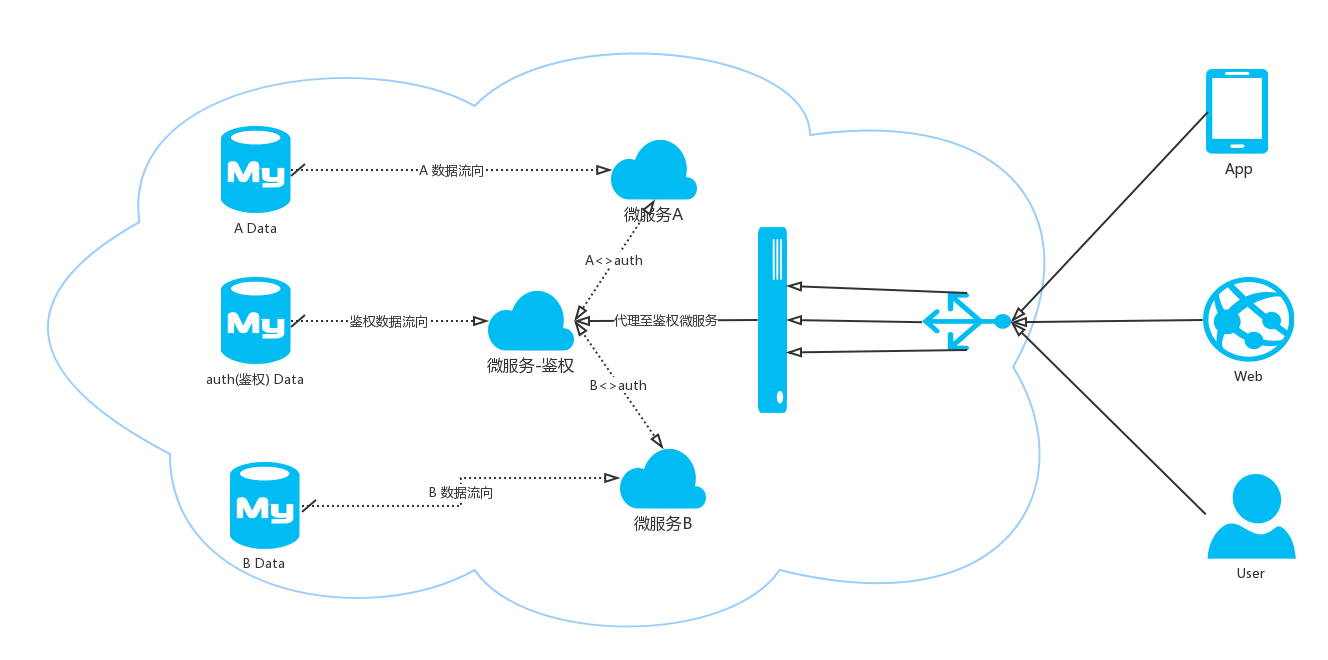 App
My
A 数据流向
A Data
微服务A
A<>auth
My
鉴权数据流向
代理至鉴权微服务
auth(鉴权) Data
微服务-鉴权
Web
B<>auth
My
B 数据流向
B Data
微服务B
User